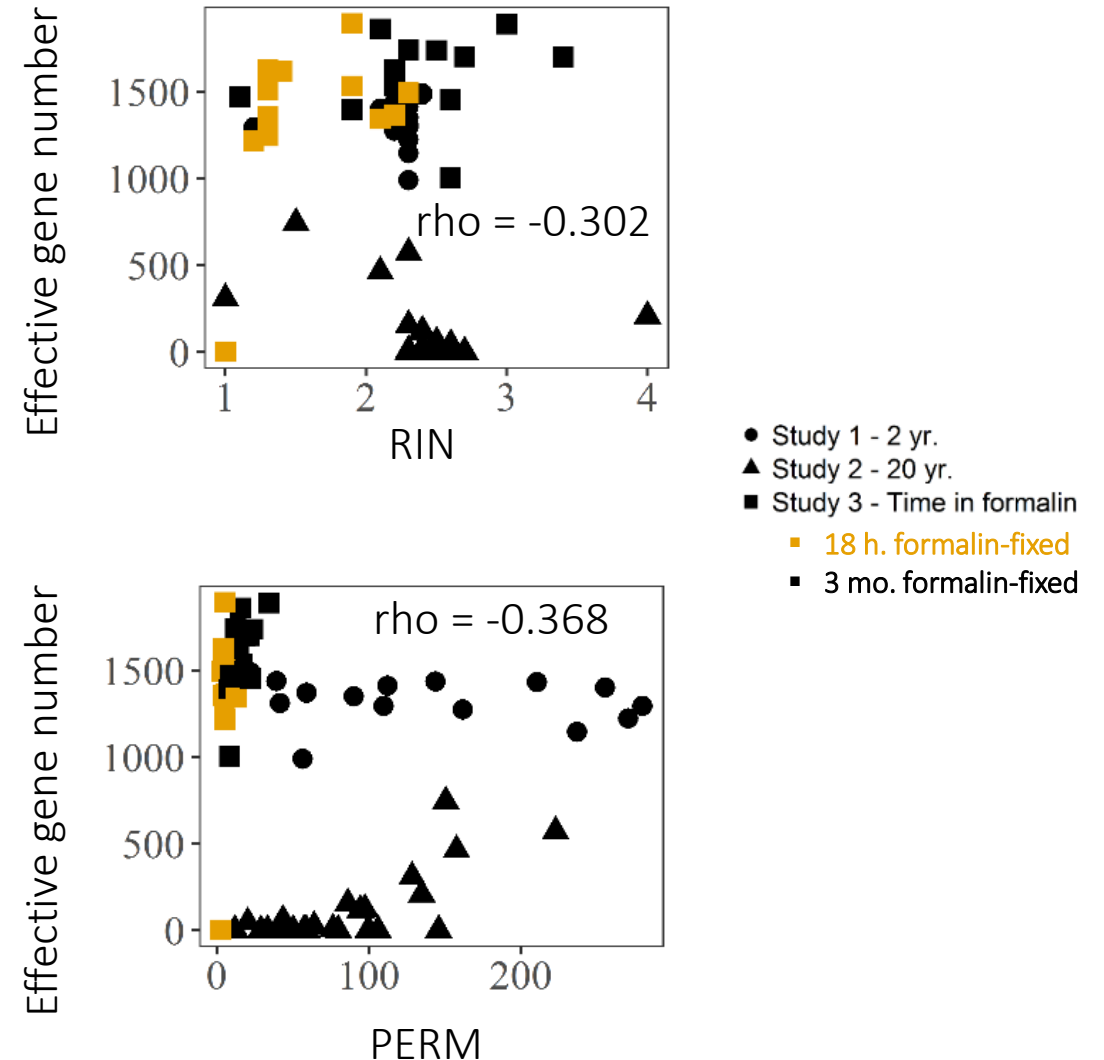 Effective gene number
1500
1000
500
0
rho = -0.302
1 2 3 4
RIN
Study 1 - 2 yr.
Study 2 - 20 yr.
Study 3 - Time in formalin
18 h. formalin-fixed
3 mo. formalin-fixed
Effective gene number
1500
1000
500
0
rho = -0.368
0 100 200
PERM